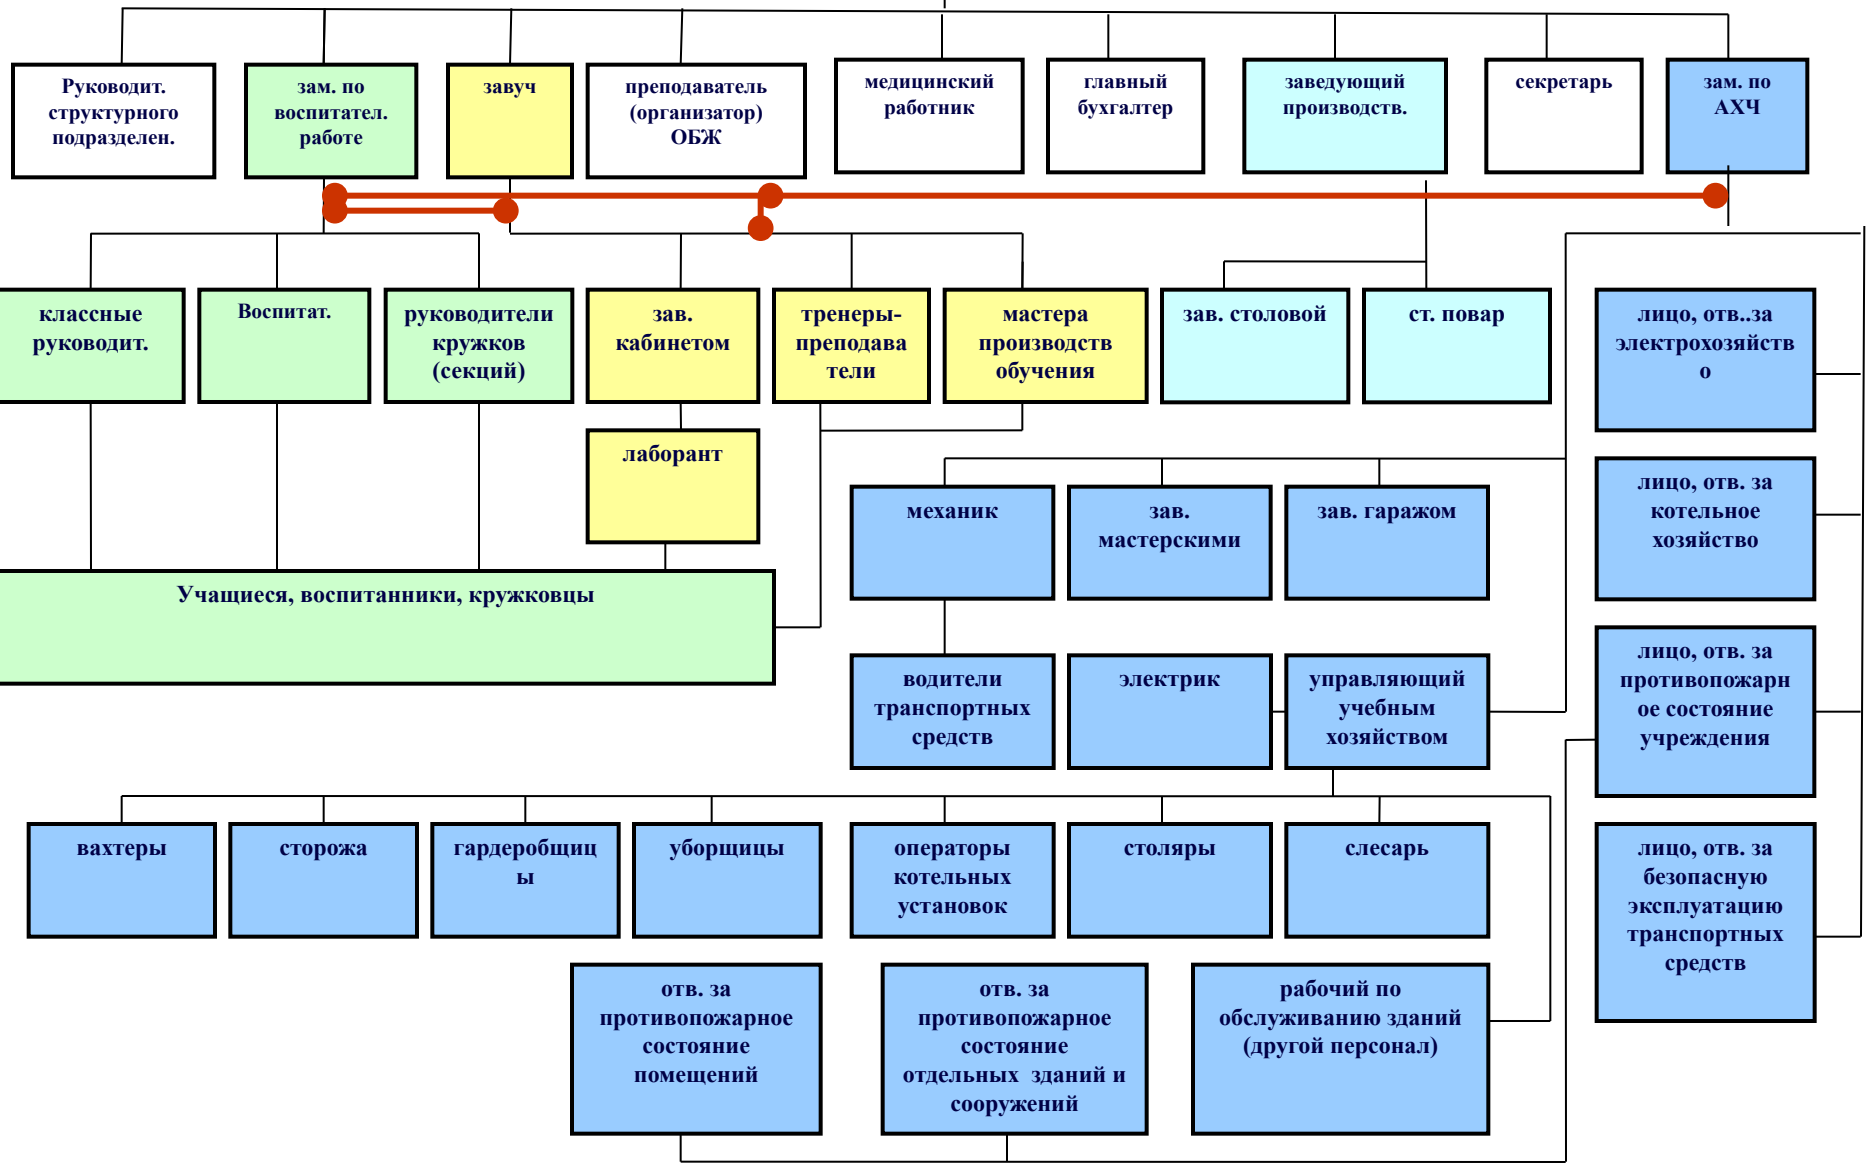 Руководит.
структурного
подразделен.
зам. по
воспитател.
работе
завуч
преподаватель
(организатор)
ОБЖ
медицинский
работник
главный
бухгалтер
заведующий
производств.
секретарь
зам. по
АХЧ
классные
руководит.
Воспитат.
руководители
кружков
(секций)
зав.
кабинетом
тренеры-
преподава
тели
мастера
производств
обучения
зав. столовой
ст. повар
лицо, отв..за
электрохозяйств
о
лаборант
механик
зав.
мастерскими
зав. гаражом
лицо, отв. за
котельное
хозяйство
Учащиеся, воспитанники, кружковцы
водители
транспортных
средств
электрик
управляющий
учебным
хозяйством
лицо, отв. за
противопожарн
ое состояние
учреждения
вахтеры
сторожа
гардеробщиц
ы
уборщицы
операторы
котельных
установок
столяры
слесарь
лицо, отв. за
безопасную
эксплуатацию
транспортных
средств
отв. за
противопожарное
состояние
помещений
отв. за
противопожарное
состояние
отдельных зданий и
сооружений
рабочий по
обслуживанию зданий
(другой персонал)